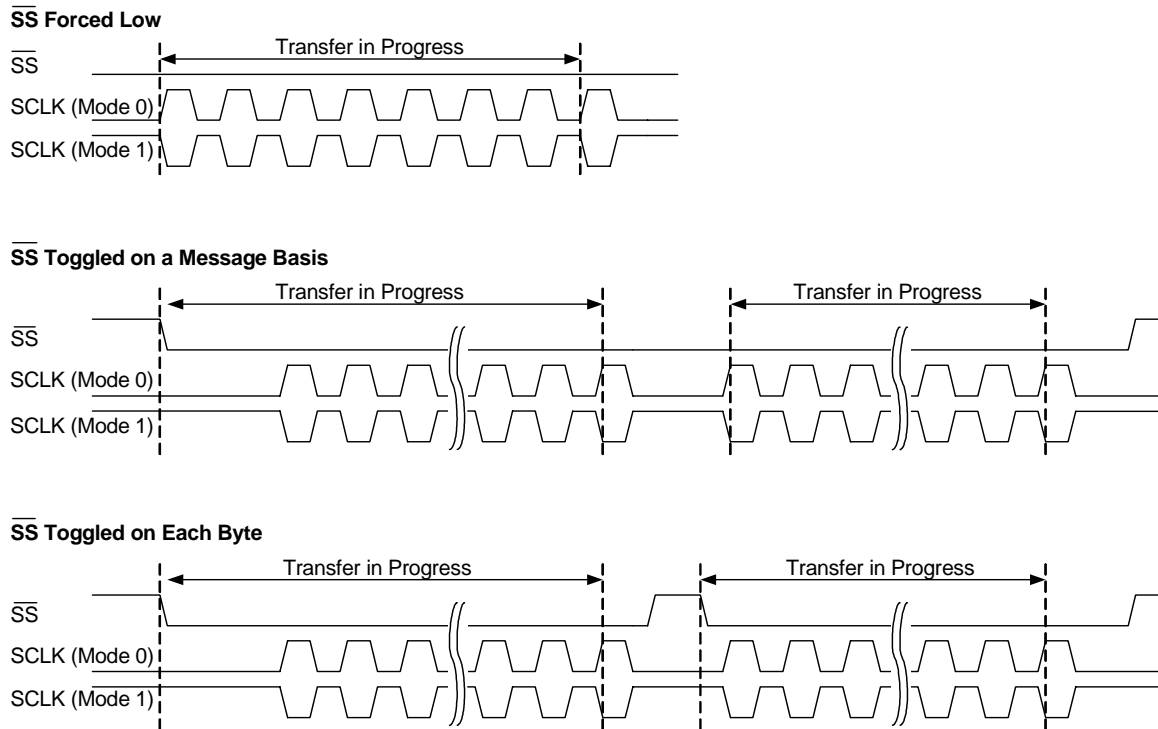 SS Forced Low
Transfer in Progress
SS
SCLK (Mode 0)
SCLK (Mode 1)
SS Toggled on a Message Basis
Transfer in Progress Transfer in Progress
SS
SCLK (Mode 0)
SCLK (Mode 1)
SS Toggled on Each Byte
Transfer in Progress Transfer in Progress
SS
SCLK (Mode 0)
SCLK (Mode 1)